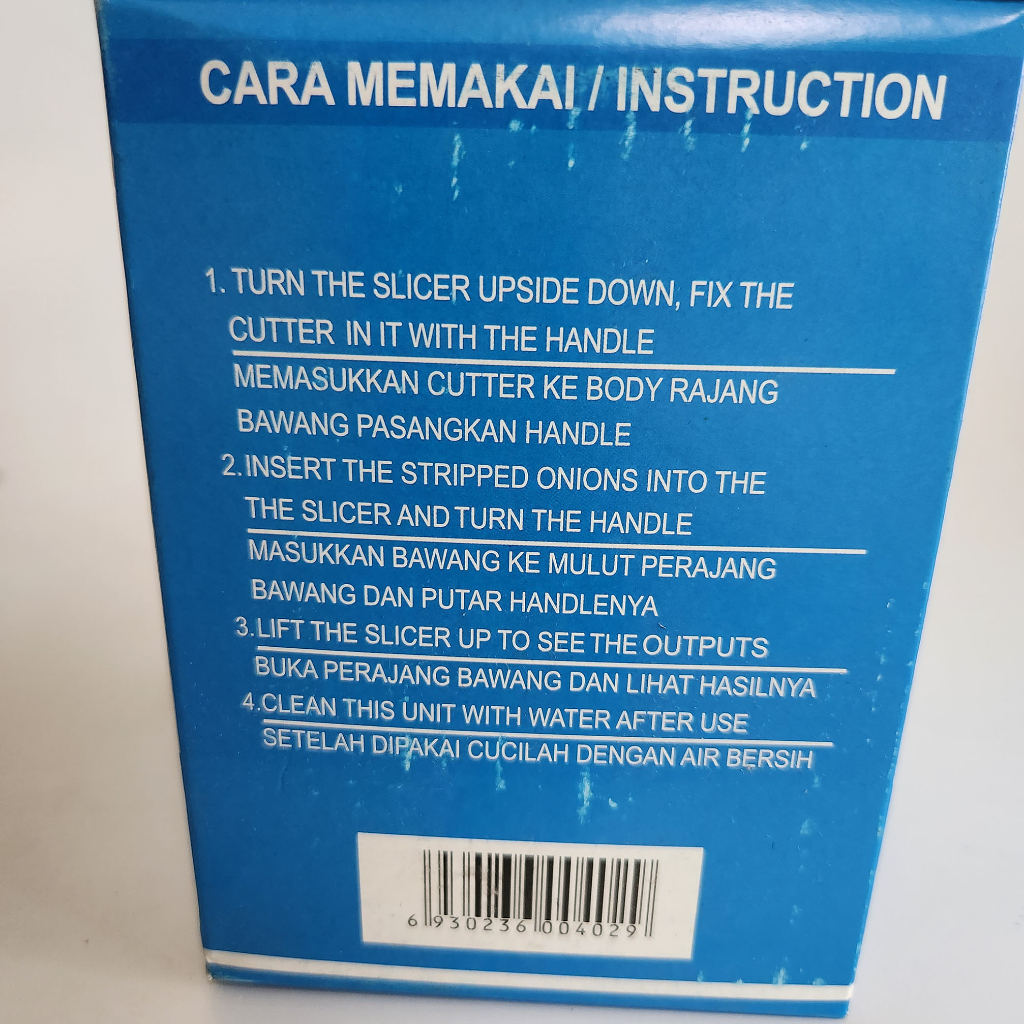 CARA MEMAKAI / INSTRUCTION
1. TURN THE SLICER UPSIDE DOWN, FIX THE
CUTTER IN IT WITH THE HANDLE
MEMASUKKAN CUTTER KE BODY RAJANG
BAWANG PASANGKAN HANDLE
2. INSERT THE STRIPPED ONIONS INTO THE
THE SLICER AND TURN THE HANDLE
MASUKKAN BAWANG KE MULUT PERAJANG
BAWANG DAN PUTAR HANDLENYA
3. LIFT THE SLICER UP TO SEE THE OUTPUTS
BUKA PERAJANG BAWANG DAN LIHAT HASILNYA
4. CLEAN THIS UNIT WITH WATER AFTER USE
SETELAH DIPAKAI CUCILAH DENGAN AIR BERSIH
6 930236 004029